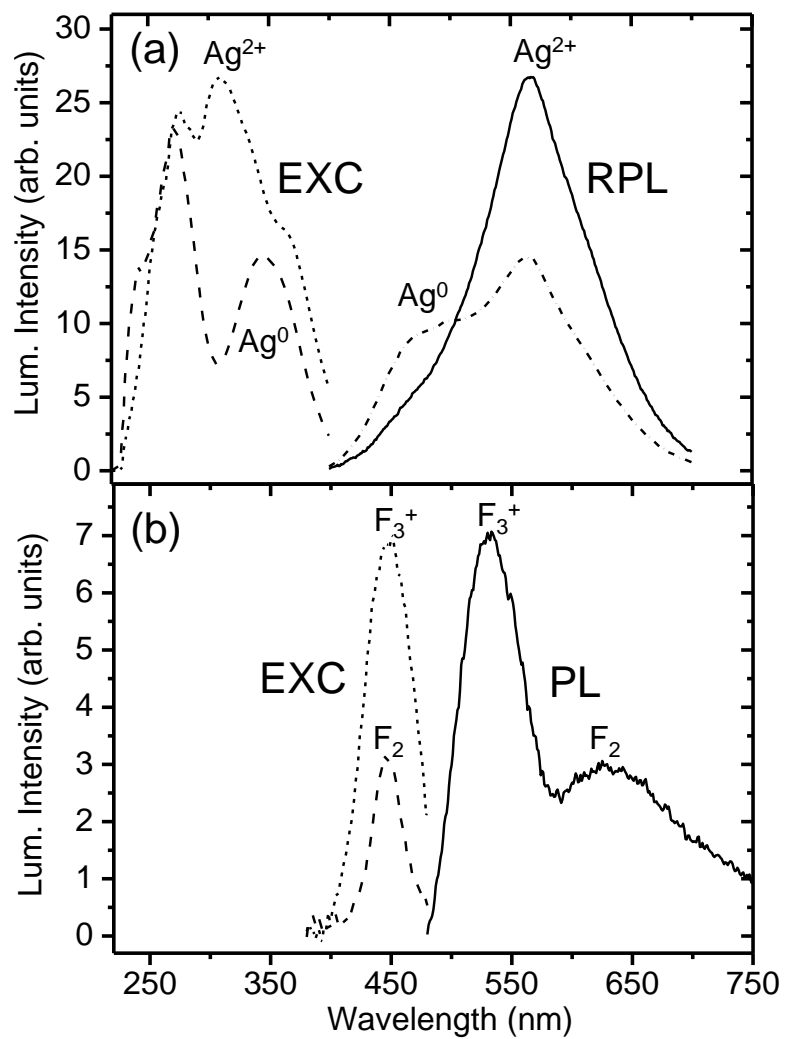 (a)
Ag²⁺
Ag²⁺
EXC
RPL
Ag⁰
Ag⁰
30
25
20
15
10
5
0
Lum. Intensity (arb. units)
(b)
F₃⁺
F₃⁺
EXC
PL
F₂
F₂
7
6
5
4
3
2
1
0
Lum. Intensity (arb. units)
250 350 450 550 650 750
Wavelength (nm)